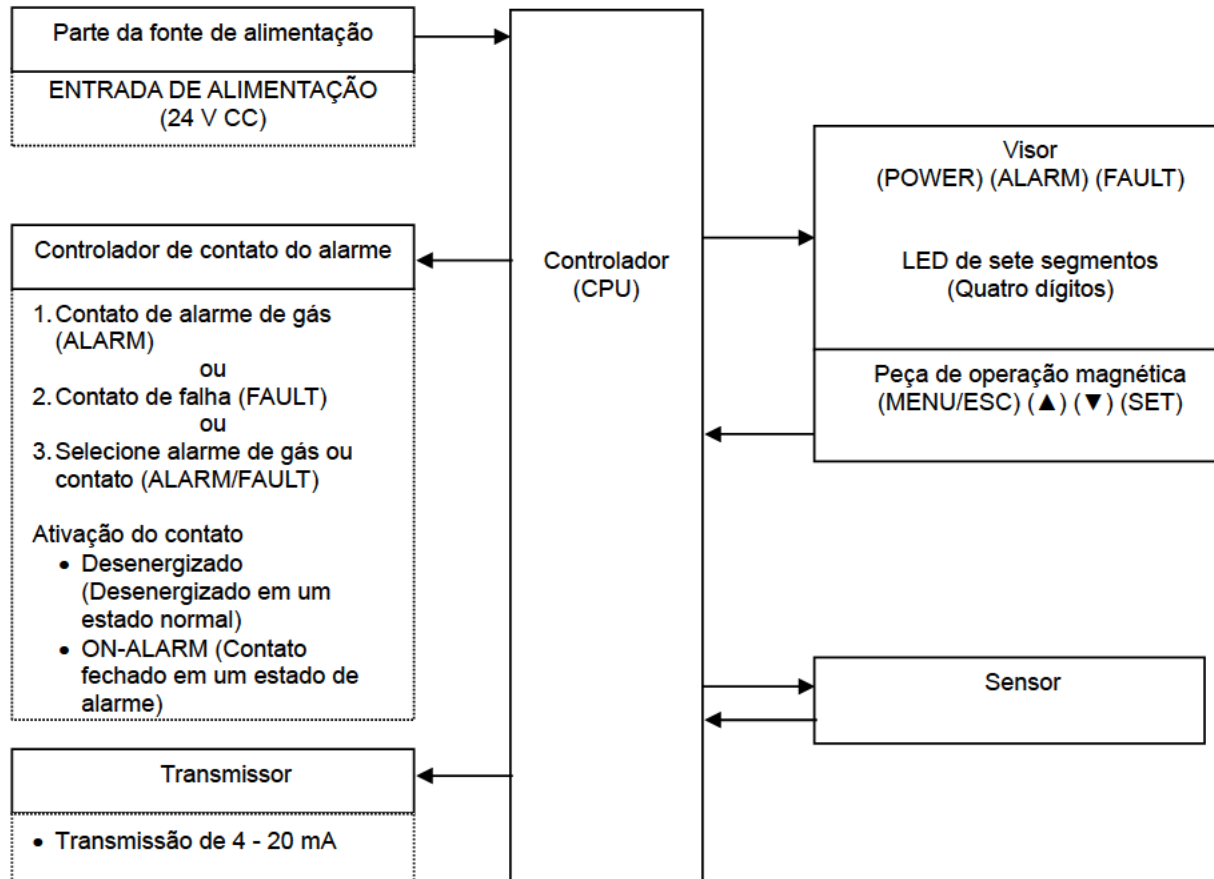 Parte da fonte de alimentação
ENTRADA DE ALIMENTAÇÃO
(24 V CC)
Controlador de contato do alarme
1. Contato de alarme de gás
(ALARM)
ou
2. Contato de falha (FAULT)
ou
3. Selecione alarme de gás ou
contato (ALARM/FAULT)
Ativação do contato
• Desenergizado
(Desenergizado em um
estado normal)
• ON-ALARM (Contato
fechado em um estado de
alarme)
Transmissor
• Transmissão de 4 - 20 mA
Controlador
(CPU)
Visor
(POWER) (ALARM) (FAULT)
LED de sete segmentos
(Quatro dígitos)
Peça de operação magnética
(MENU/ESC) (▲) (▼) (SET)
Sensor